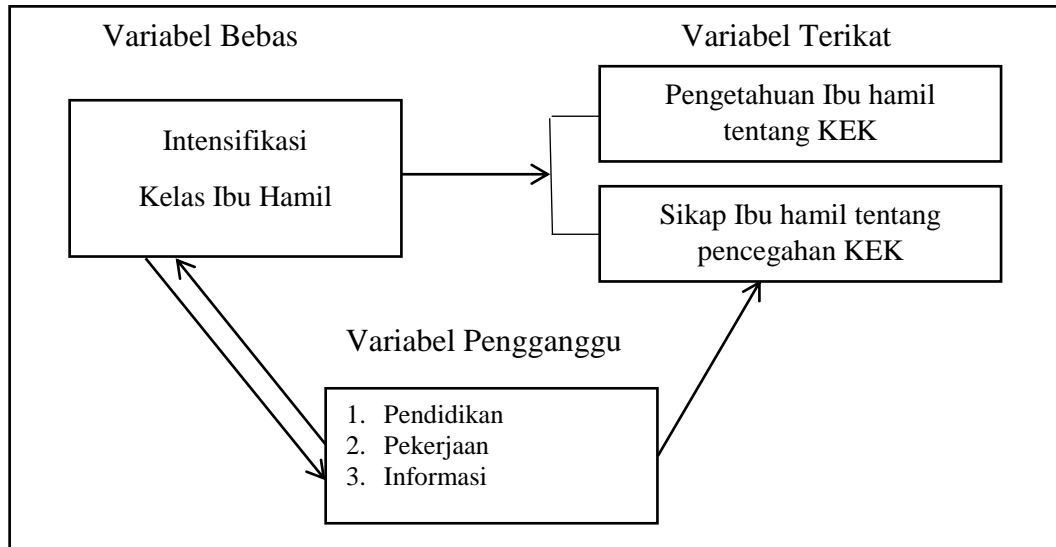 Variabel Bebas
Variabel Terikat
Intensifikasi
Kelas Ibu Hamil
Pengetahuan Ibu hamil
tentang KEK
Sikap Ibu hamil tentang
pencegahan KEK
Variabel Pengganggu
1. Pendidikan
2. Pekerjaan
3. Informasi